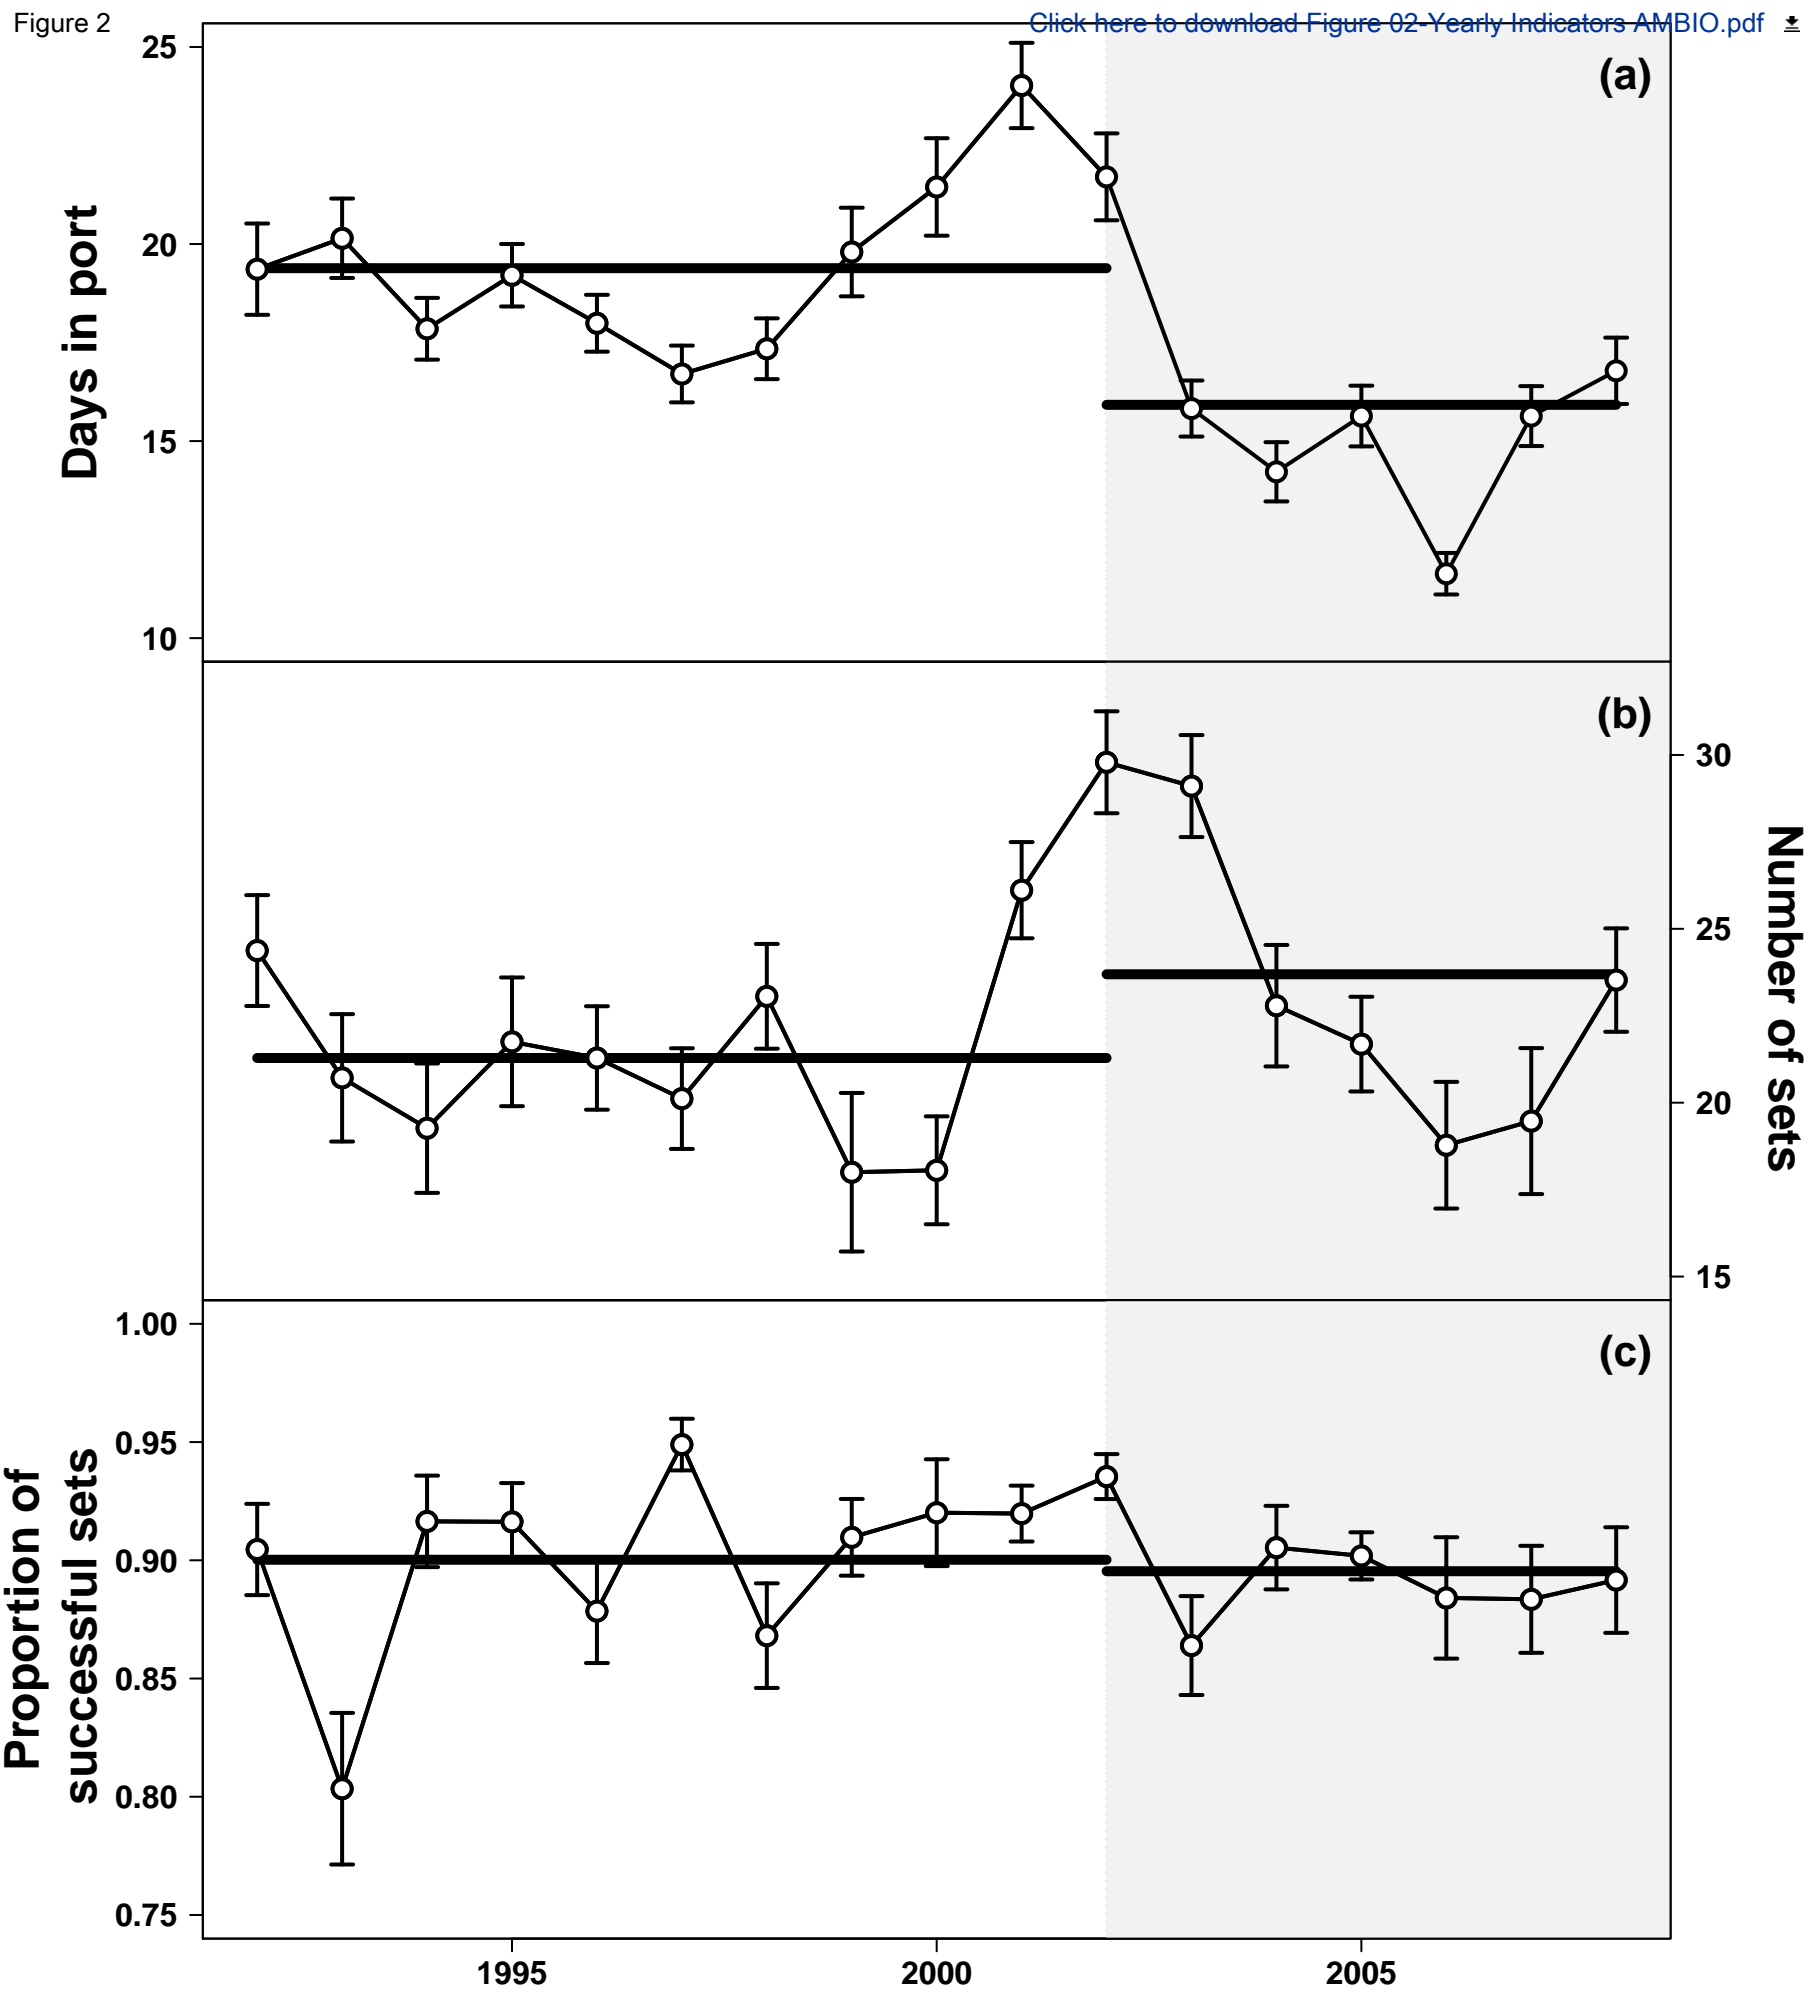 Figure 2
Click here to download Figure 02-Yearly Indicators AMBIO.pdf
(a)
Days in port
25
20
15
10
(b)
Number of sets
30
25
20
15
(c)
Proportion of
successful sets
1.00
0.95
0.90
0.85
0.80
0.75
1995
2000
2005